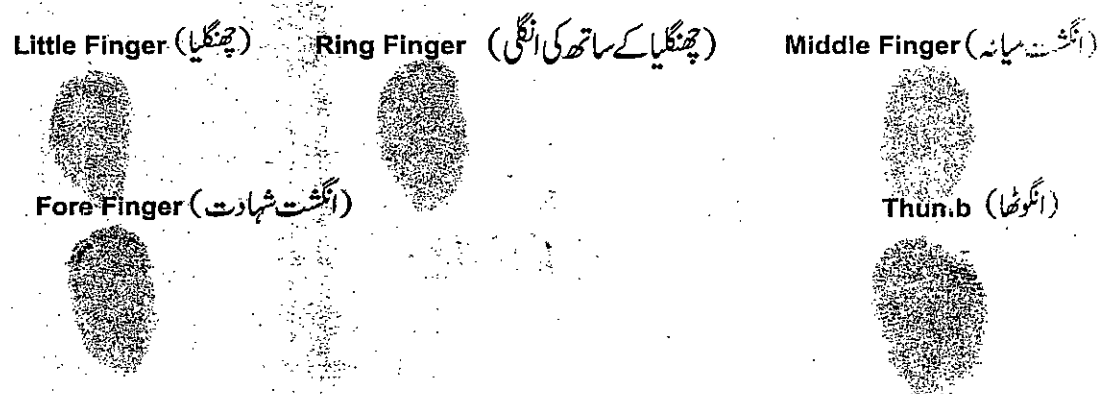 Little Finger (چھنگلیا) Ring Finger (چھنگلیا کے ساتھ کی انگلی) Middle Finger (انگشت میانہ)
Fore Finger (انگشت شہادت) Thumb (انگوٹھا)